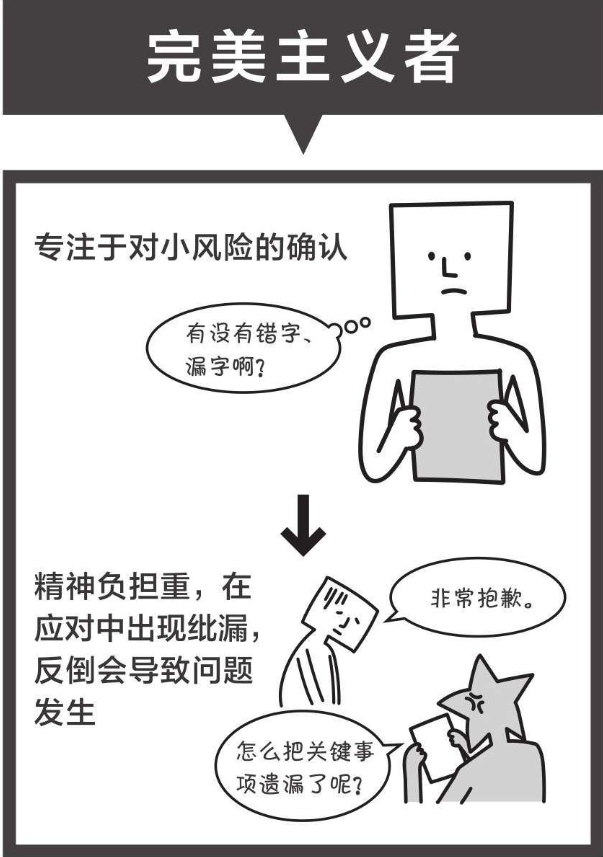 完美主义者
专注于对小风险的确认
有没有错字、
漏字啊?
精神负担重，在
应对中出现纰漏，
反倒会导致问题
发生
非常抱歉。
怎么把关键事
项遗漏了呢?